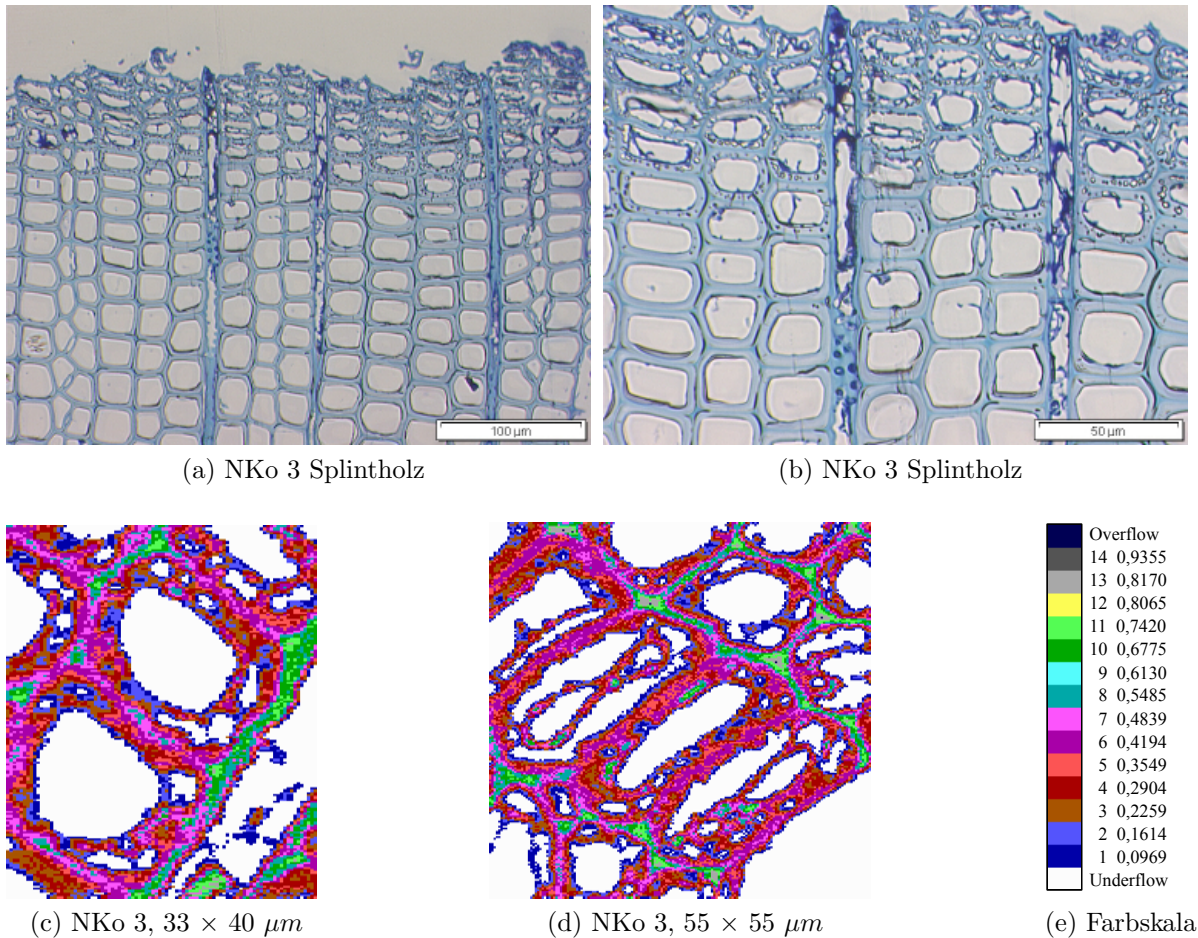 100 µm
50 µm
(a) NKo 3 Splintholz
(b) NKo 3 Splintholz
Overflow
14 0,9355
13 0,8170
12 0,8065
11 0,7420
10 0,6775
9 0,6130
8 0,5485
7 0,4839
6 0,4194
5 0,3549
4 0,2904
3 0,2259
2 0,1614
1 0,0969
Underflow
(c) NKo 3, 33 × 40 µm
(d) NKo 3, 55 × 55 µm
(e) Farbskala